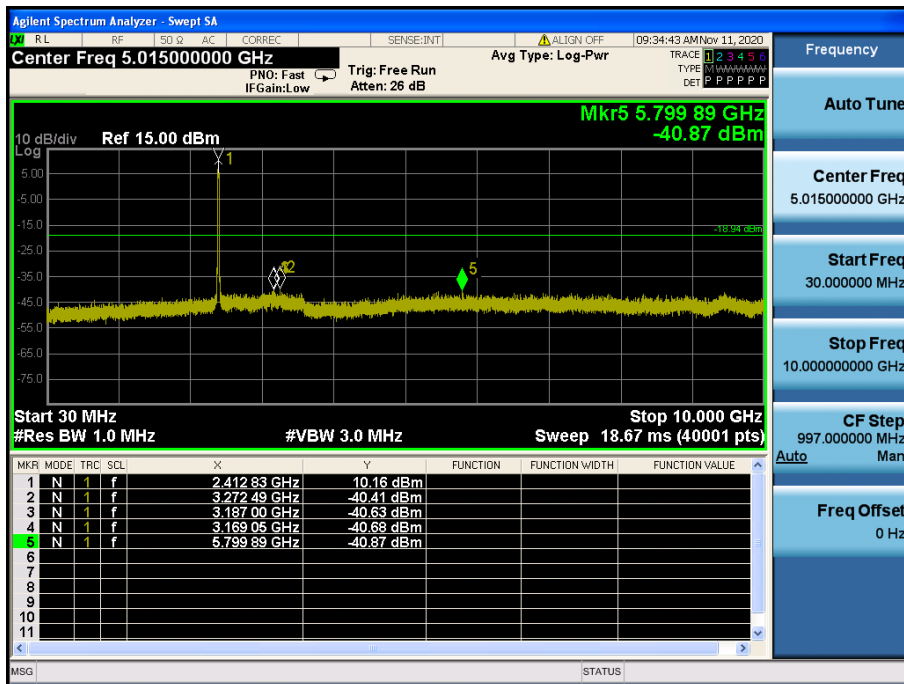 Agilent Spectrum Analyzer - Swept SA
LXI RL RF 50 Ω AC CORREC SENSE:INT ALIGN OFF 09:34:43 AM Nov 11, 2020
Center Freq 5.015000000 GHz
PNO: Fast
IFGain:Low
Trig: Free Run
Atten: 26 dB
Avg Type: Log-Pwr
TRACE 1 2 3 4 5 6
TYPE M WWWWW
DET P P P P P P
Mkr5 5.799 89 GHz
-40.87 dBm
10 dB/div Ref 15.00 dBm
Log
1
5.00
-5.00
-15.0
-18.94 dBm
-25.0
2
5
-35.0
-45.0
-55.0
-65.0
-75.0
Start 30 MHz Stop 10.000 GHz
#Res BW 1.0 MHz #VBW 3.0 MHz Sweep 18.67 ms (40001 pts)
MKR MODE TRC SCL X Y FUNCTION FUNCTION WIDTH FUNCTION VALUE
1 N 1 f 2.412 83 GHz 10.16 dBm
2 N 1 f 3.272 49 GHz -40.41 dBm
3 N 1 f 3.187 00 GHz -40.63 dBm
4 N 1 f 3.169 05 GHz -40.68 dBm
5 N 1 f 5.799 89 GHz -40.87 dBm
6
7
8
9
10
11
MSG STATUS
Frequency
Auto Tune
Center Freq
5.015000000 GHz
Start Freq
30.000000 MHz
Stop Freq
10.000000000 GHz
CF Step
997.000000 MHz
Auto Man
Freq Offset
0 Hz